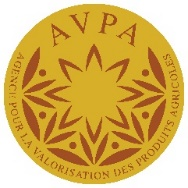 AVPA
AGENCE POUR LA VALORISATION DES PRODUITS AGRICOLES